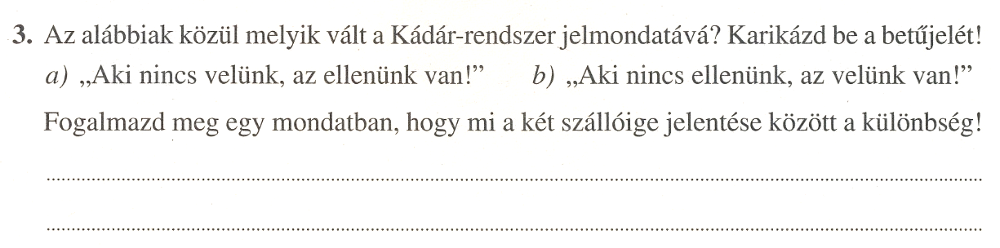 3. Az alábbiak közül melyik vált a Kádár-rendszer jelmondatává? Karikázd be a betűjelét!
a) „Aki nincs velünk, az ellenünk van!” b) „Aki nincs ellenünk, az velünk van!”
Fogalmazd meg egy mondatban, hogy mi a két szállóige jelentése között a különbség!